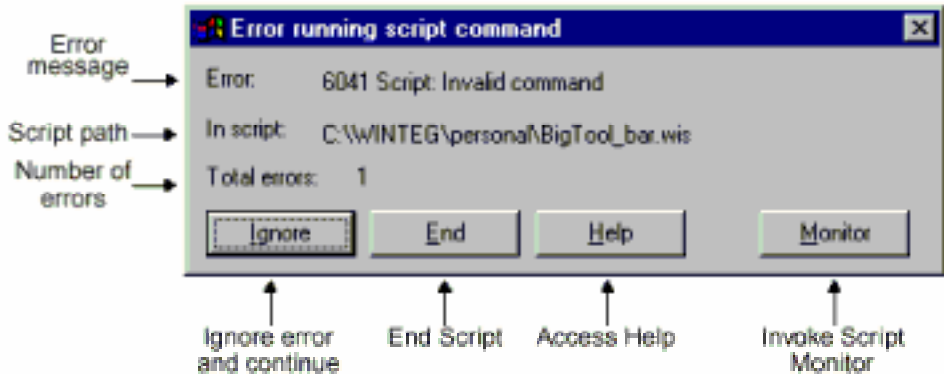 Error running script command
Error message
Error: 6041 Script: Invalid command
Script path
In script: C:\WINTEG\personal\BigTool_bar.wis
Number of errors
Total errors: 1
Ignore End Help Monitor
Ignore error and continue
End Script
Access Help
Invoke Script Monitor